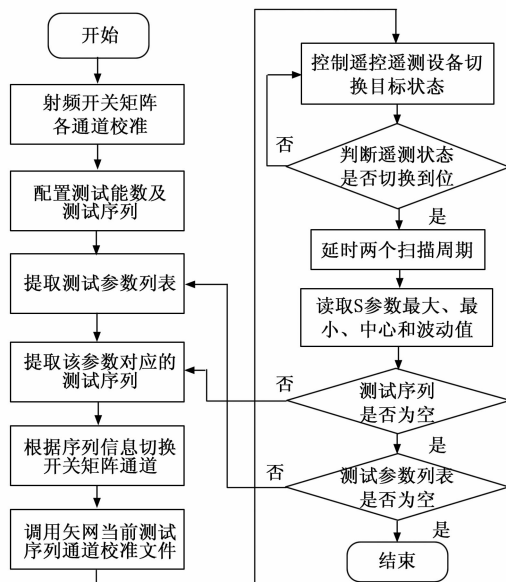 开始
射频开关矩阵
各通道校准
配置测试能数及
测试序列
提取测试参数列表
提取该参数对应的
测试序列
根据序列信息切换
开关矩阵通道
调用矢网当前测试
序列通道校准文件
控制遥控遥测设备切
换目标状态
否
判断遥测状态
是否切换到位
是
延时两个扫描周期
读取S参数最大、最
小、中心和波动值
否
测试序列
是否为空
是
否
测试参数列表
是否为空
是
结束